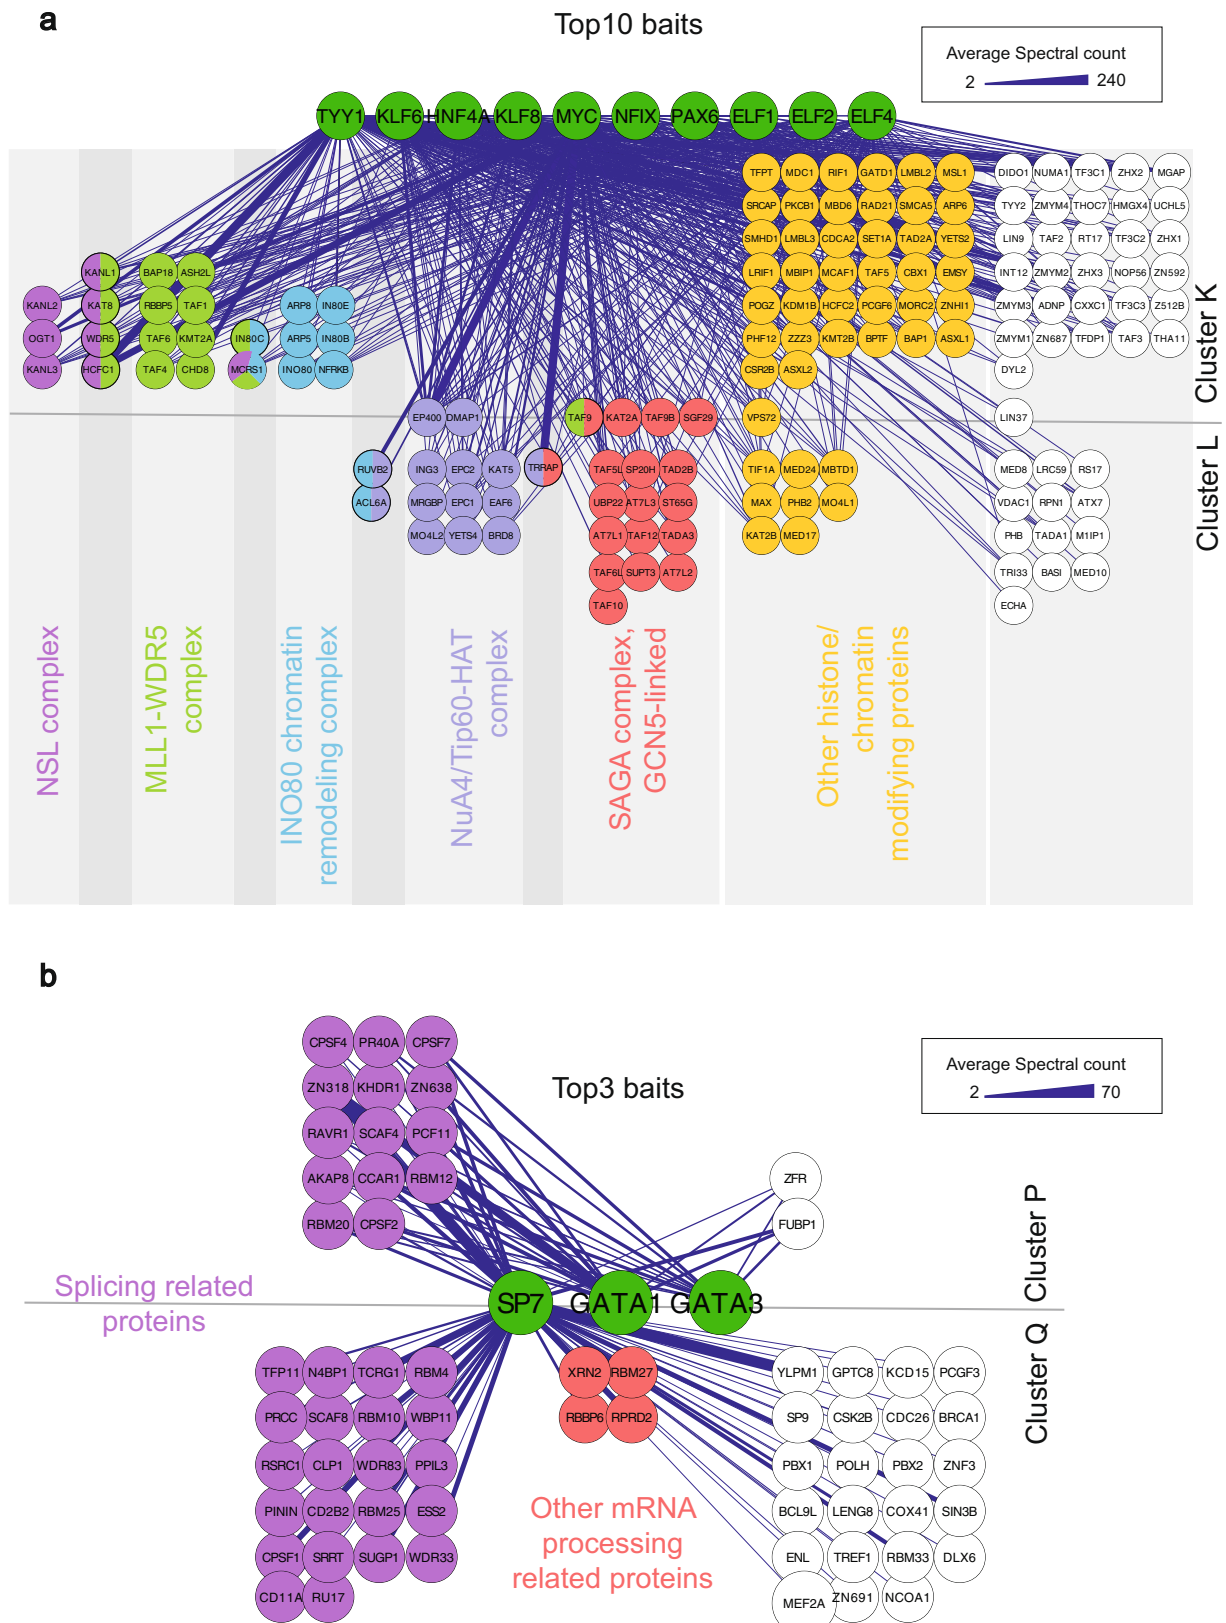 a
Top10 baits
Average Spectral count
2 240
TYY1 KLF6 HNF4A KLF8 MYC NFIX PAX6 ELF1 ELF2 ELF4
TFPT MDC1 RIF1 GATD1 LMBL2 MSL1 DIDO1 NUMA1 TF3C1 ZHX2 MGAP
SRCAP PKCB1 MBD6 RAD21 SMCA5 ARP6 TYY2 ZMYM4 THOC7 HMGX4 UCHL5
SMHD1 LMBL3 CDCA2 SET1A TAD2A YETS2 LIN9 TAF2 RT17 TF3C2 ZHX1
KANL1 BAP18 ASH2L LRIF1 MBIP1 MCAF1 TAF5 CBX1 EMSY INT12 ZMYM2 ZHX3 NOP56 ZN592
KANL2 KAT8 RBBP5 TAF1 ARP8 IN80E POGZ KDM1B HCFC2 PCGF6 MORC2 ZNHI1 ZMYM3 ADNP CXXC1 TF3C3 Z512B
OGT1 WDR5 TAF6 KMT2A IN80C ARP5 IN80B PHF12 ZZZ3 KMT2B BPTF BAP1 ASXL1 ZMYM1 ZN687 TFDP1 TAF3 THA11
KANL3 HCFC1 TAF4 CHD8 MCRS1 INO80 NFRKB CSR2B ASXL2 DYL2
Cluster K
EP400 DMAP1 TAF9 KAT2A TAF9B SGF29 VPS72 LIN37
RUVB2 ING3 EPC2 KAT5 TRRAP TAF5L SP20H TAD2B TIF1A MED24 MBTD1 MED8 LRC59 RS17
ACL6A MRGBP EPC1 EAF6 UBP22 AT7L3 ST65G MAX PHB2 MO4L1 VDAC1 RPN1 ATX7
MO4L2 YETS4 BRD8 AT7L1 TAF12 TADA3 KAT2B MED17 PHB TADA1 M1IP1
TAF6L SUPT3 AT7L2 TRI33 BASI MED10
TAF10 ECHA
Cluster L
NSL complex
MLL1-WDR5
complex
INO80 chromatin
remodeling complex
NuA4/Tip60-HAT
complex
SAGA complex,
GCN5-linked
Other histone/
chromatin
modifying proteins
b
Top3 baits
Average Spectral count
2 70
CPSF4 PR40A CPSF7
ZN318 KHDR1 ZN638
RAVR1 SCAF4 PCF11
AKAP8 CCAR1 RBM12 ZFR
RBM20 CPSF2 FUBP1
Cluster P
SP7 GATA1 GATA3
Splicing related
proteins
Cluster Q
TFP11 N4BP1 TCRG1 RBM4 XRN2 RBM27 YLPM1 GPTC8 KCD15 PCGF3
PRCC SCAF8 RBM10 WBP11 RBBP6 RPRD2 SP9 CSK2B CDC26 BRCA1
RSRC1 CLP1 WDR83 PPIL3 PBX1 POLH PBX2 ZNF3
PININ CD2B2 RBM25 ESS2 BCL9L LENG8 COX41 SIN3B
CPSF1 SRRT SUGP1 WDR33 ENL TREF1 RBM33 DLX6
CD11A RU17 MEF2A ZN691 NCOA1
Other mRNA
processing
related proteins